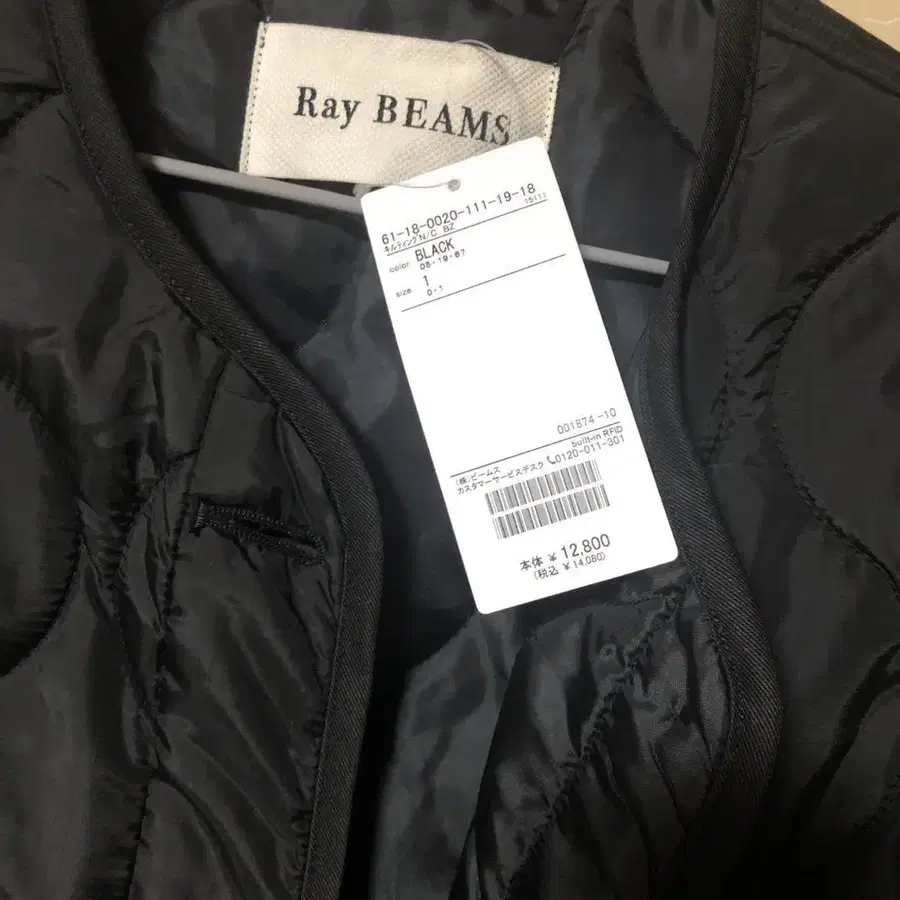 Ray BEAMS
61-18-0020-111-19-18
キルティング N/C BZ 15111
color BLACK
05・19・67
size 1
0・1
001874-10
built-in RFID
(株)ビームス
カスタマーサービスデスク 0120-011-301
本体 ¥ 12,800
(税込 ¥ 14,080)